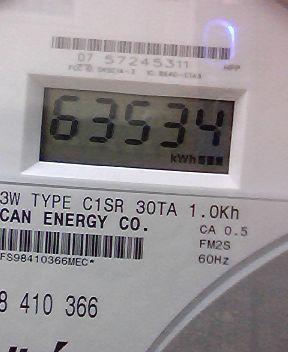 07 57245311
HPP
63534
kWh
3W TYPE C1SR 30TA 1.0Kh
CAN ENERGY CO.
CA 0.5
FM2S
60Hz
FS98410366MEC*
8 410 366